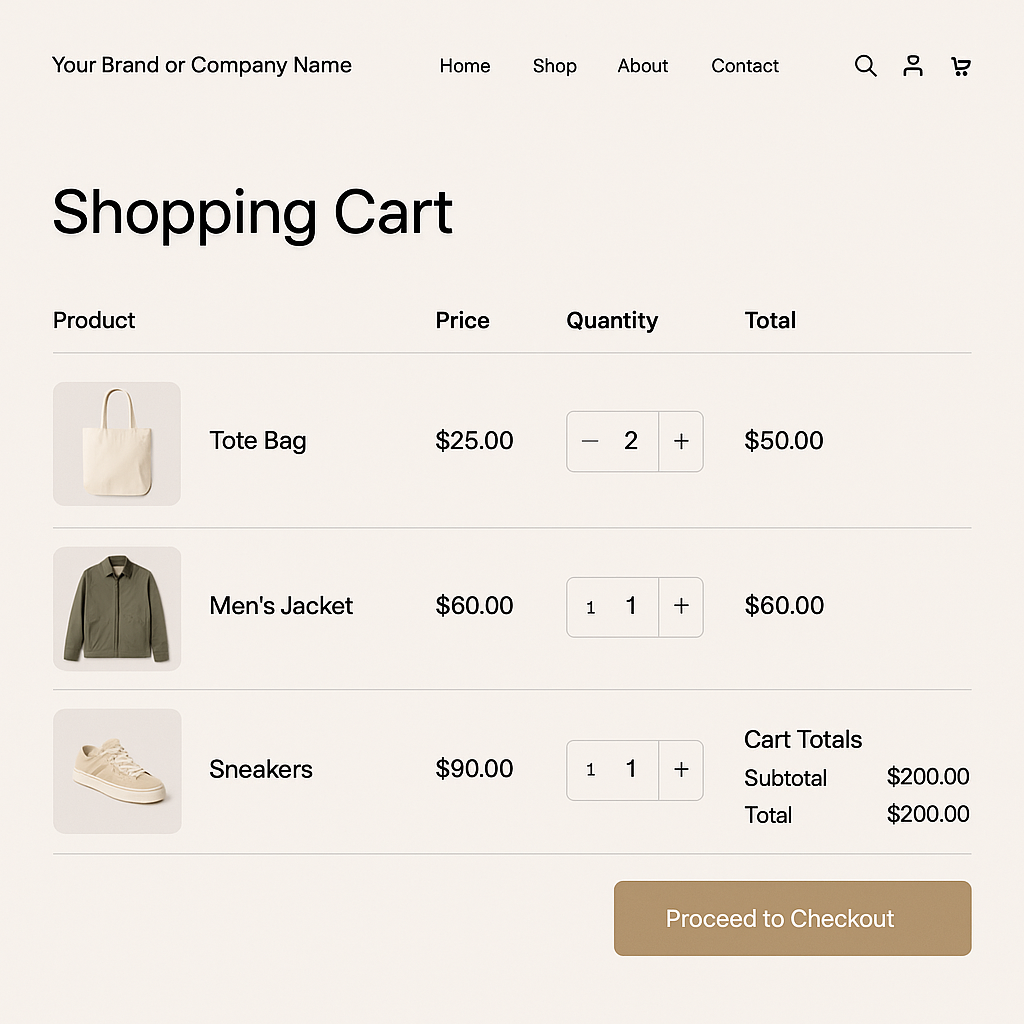 Your Brand or Company Name Home Shop About Contact
Shopping Cart
Product Price Quantity Total
Tote Bag $25.00 — 2 + $50.00
Men's Jacket $60.00 1 1 + $60.00
Sneakers $90.00 1 1 +
Cart Totals
Subtotal $200.00
Total $200.00
Proceed to Checkout